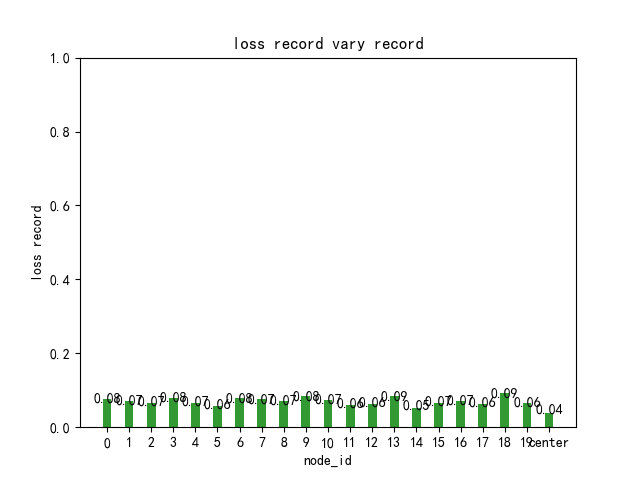 loss record vary record
1.0
0.8
0.6
0.4
0.2
0.0
loss record
0.08 0.07 0.07 0.08 0.07 0.06 0.08 0.07 0.07 0.08 0.07 0.06 0.06 0.09 0.05 0.07 0.07 0.06 0.09 0.06 0.04
0 1 2 3 4 5 6 7 8 9 10 11 12 13 14 15 16 17 18 19 center
node_id